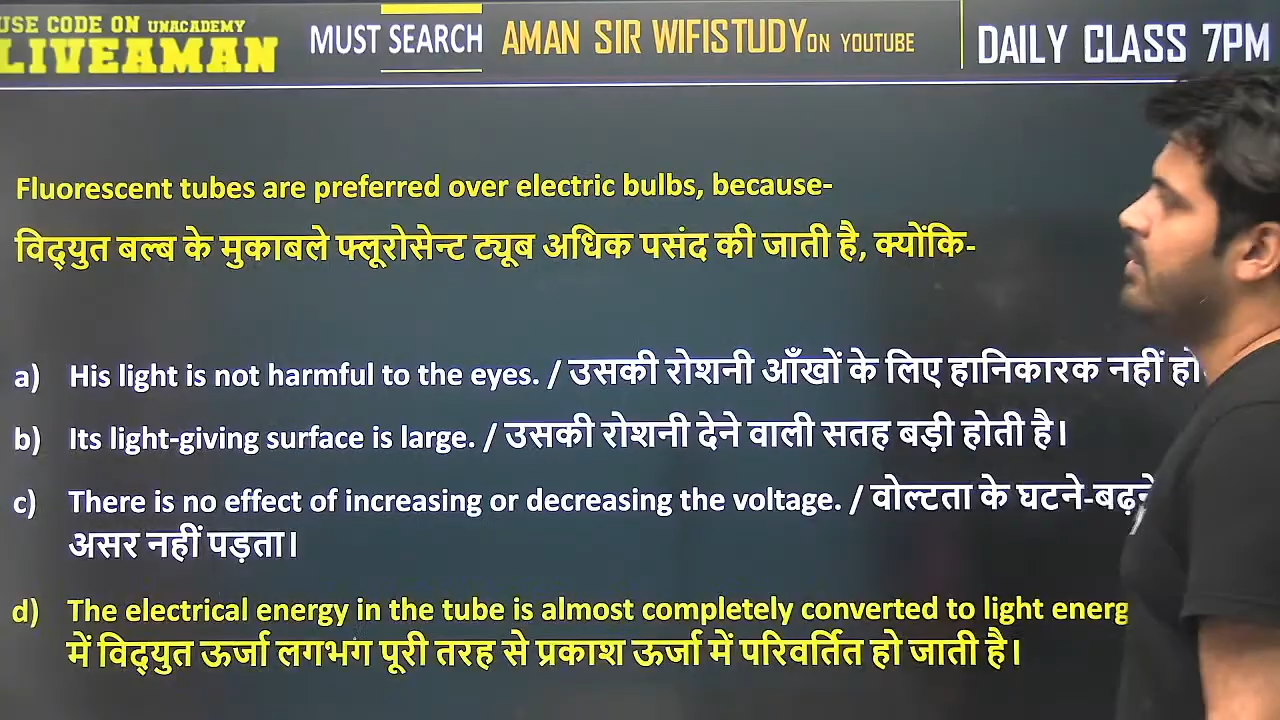 USE CODE ON UNACADEMY
LIVEAMAN
MUST SEARCH AMAN SIR WIFISTUDY ON YOUTUBE
DAILY CLASS 7PM
Fluorescent tubes are preferred over electric bulbs, because-
विद्युत बल्ब के मुकाबले फ्लूरोसेन्ट ट्यूब अधिक पसंद की जाती है, क्योंकि-
a) His light is not harmful to the eyes. / उसकी रोशनी आँखों के लिए हानिकारक नहीं
b) Its light-giving surface is large. / उसकी रोशनी देने वाली सतह बड़ी होती है।
c) There is no effect of increasing or decreasing the voltage. / वोल्टता के घटने-बढ़ने
असर नहीं पड़ता।
d) The electrical energy in the tube is almost completely converted to light
में विद्युत ऊर्जा लगभग पूरी तरह से प्रकाश ऊर्जा में परिवर्तित हो जाती है।